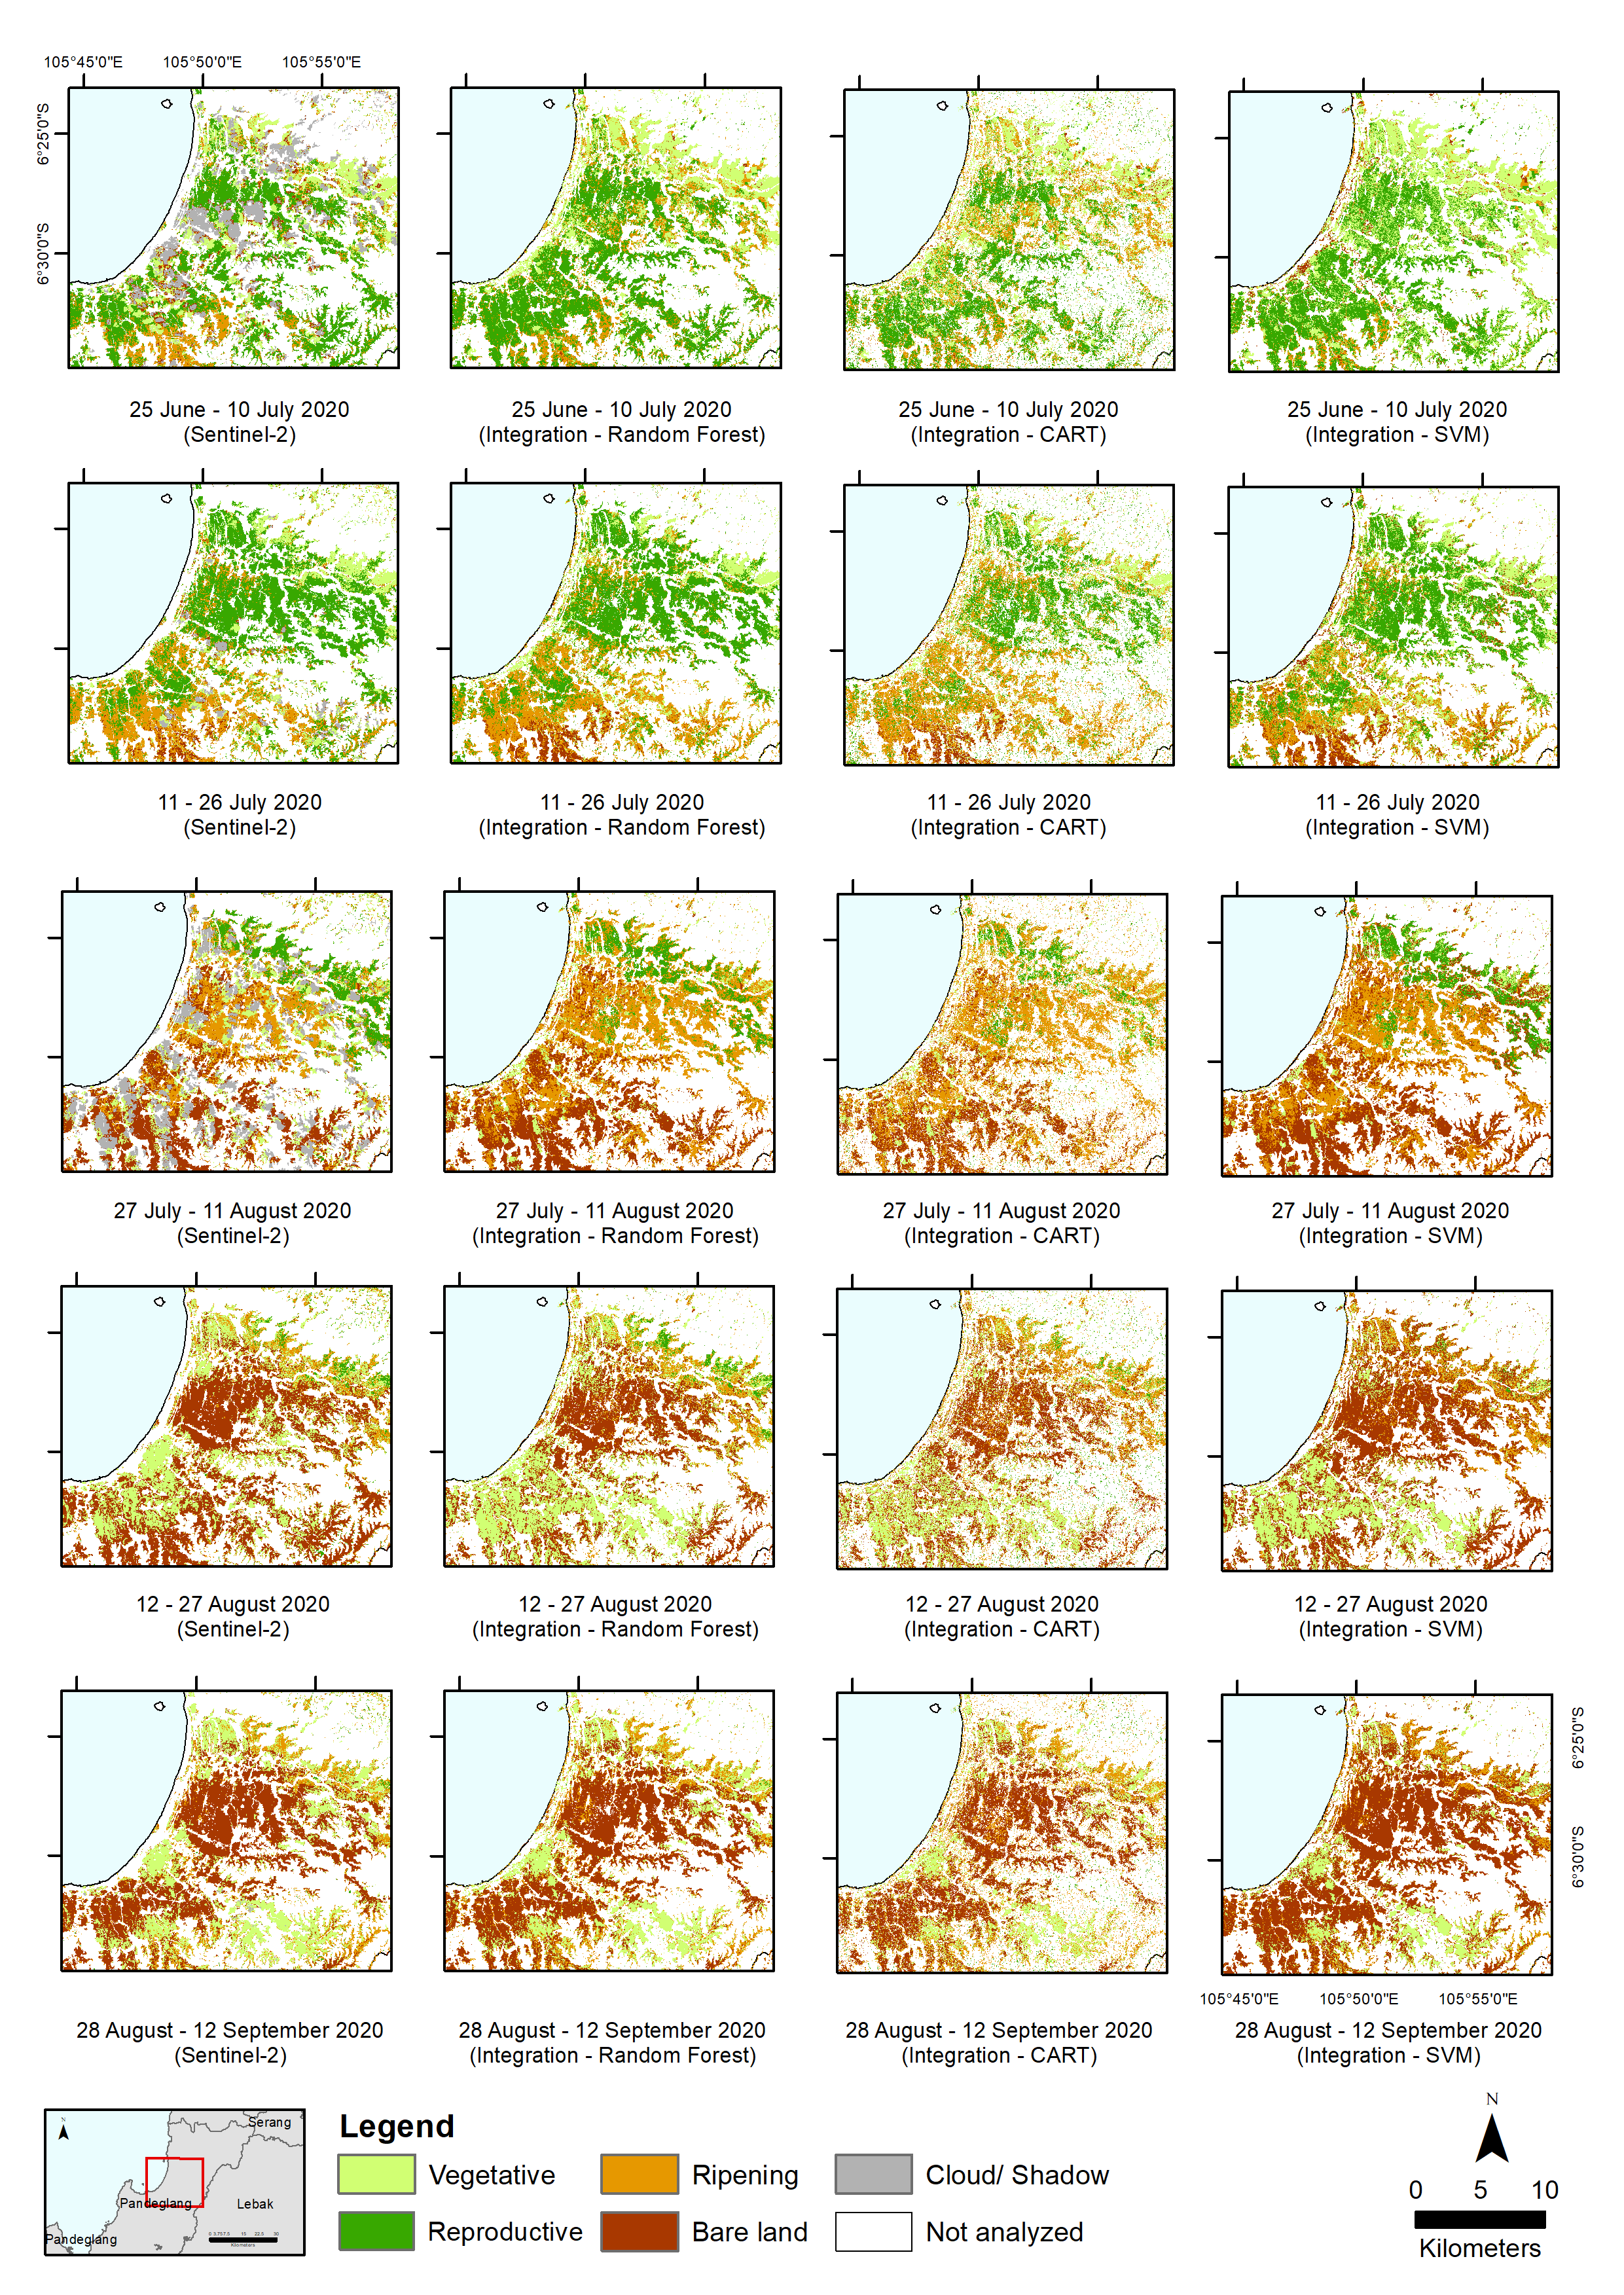 105°45'0"E 105°50'0"E 105°55'0"E
6°25'0"S
6°30'0"S
25 June - 10 July 2020
(Sentinel-2)
25 June - 10 July 2020
(Integration - Random Forest)
25 June - 10 July 2020
(Integration - CART)
25 June - 10 July 2020
(Integration - SVM)
11 - 26 July 2020
(Sentinel-2)
11 - 26 July 2020
(Integration - Random Forest)
11 - 26 July 2020
(Integration - CART)
11 - 26 July 2020
(Integration - SVM)
27 July - 11 August 2020
(Sentinel-2)
27 July - 11 August 2020
(Integration - Random Forest)
27 July - 11 August 2020
(Integration - CART)
27 July - 11 August 2020
(Integration - SVM)
12 - 27 August 2020
(Sentinel-2)
12 - 27 August 2020
(Integration - Random Forest)
12 - 27 August 2020
(Integration - CART)
12 - 27 August 2020
(Integration - SVM)
6°25'0"S
6°30'0"S
105°45'0"E 105°50'0"E 105°55'0"E
28 August - 12 September 2020
(Sentinel-2)
28 August - 12 September 2020
(Integration - Random Forest)
28 August - 12 September 2020
(Integration - CART)
28 August - 12 September 2020
(Integration - SVM)
N
Serang
Pandeglang
Lebak
Pandeglang
Kilometers
Legend
Vegetative
Ripening
Cloud/ Shadow
Reproductive
Bare land
Not analyzed
N
0 5 10
Kilometers